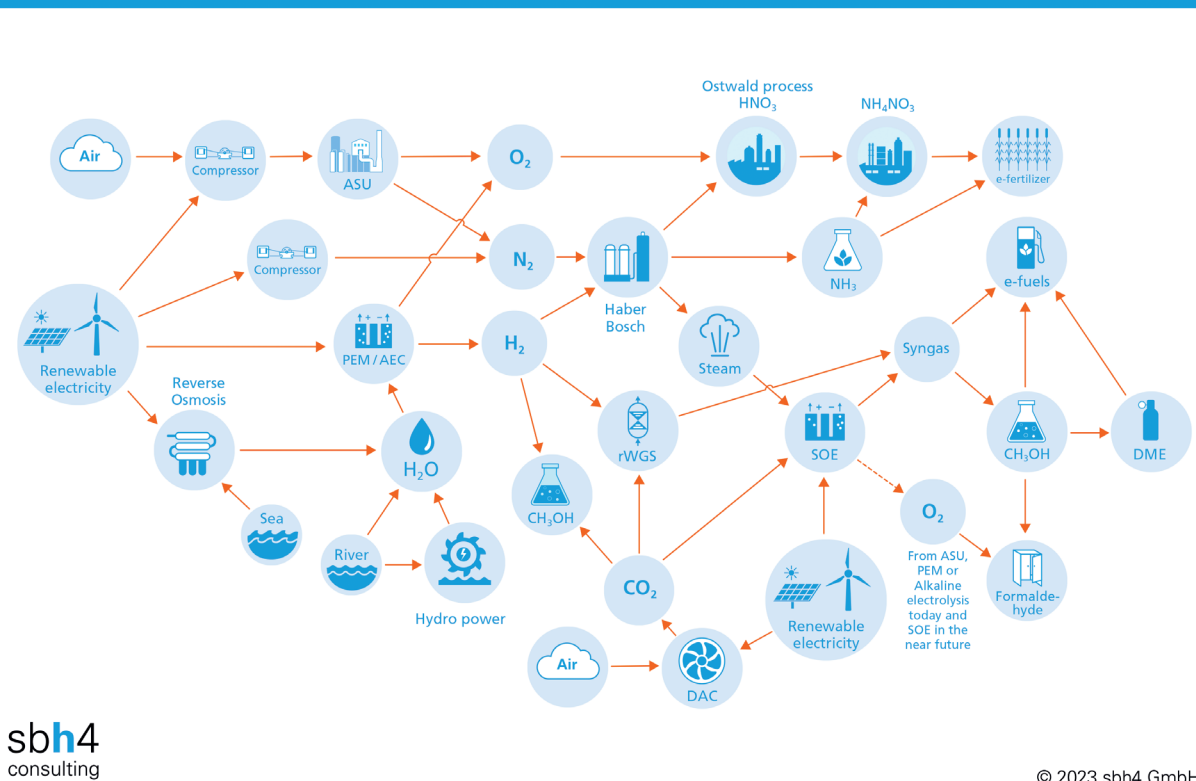 Ostwald process
HNO₃
NH₄NO₃
Air
Compressor
ASU
O₂
e-fertilizer
Compressor
N₂
Haber
Bosch
NH₃
e-fuels
Renewable
electricity
PEM / AEC
H₂
Steam
Syngas
Reverse
Osmosis
H₂O
rWGS
SOE
CH₃OH
DME
Sea
River
Hydro power
CH₃OH
CO₂
O₂
From ASU,
PEM or
Alkaline
electrolysis
today and
SOE in the
near future
Formalde-
hyde
Renewable
electricity
Air
DAC
sbh4
consulting
© 2023 sbh4 GmbH